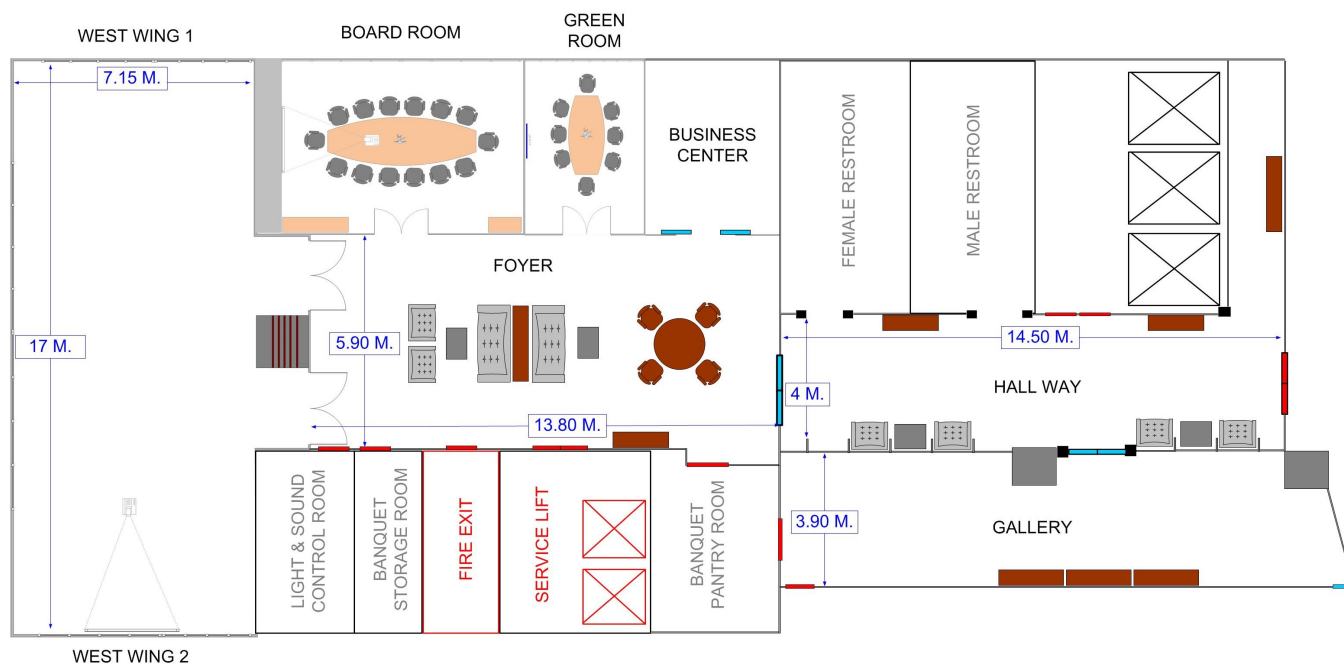 GREEN
ROOM
WEST WING 1
BOARD ROOM
7.15 M.
BUSINESS
CENTER
FEMALE RESTROOM
MALE RESTROOM
FOYER
17 M.
5.90 M.
14.50 M.
HALL WAY
4 M.
13.80 M.
LIGHT & SOUND
CONTROL ROOM
BANQUET
STORAGE ROOM
FIRE EXIT
SERVICE LIFT
BANQUET
PANTRY ROOM
3.90 M.
GALLERY
WEST WING 2